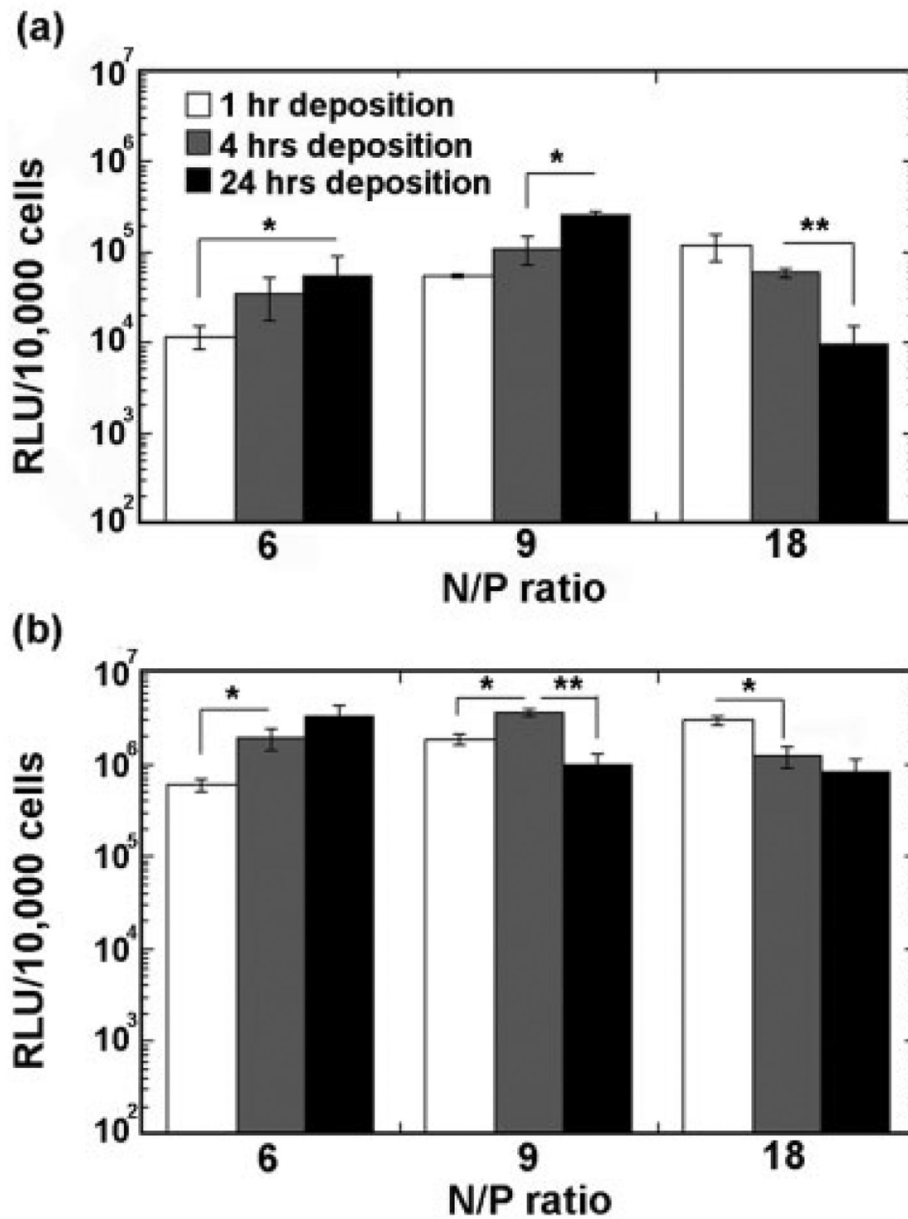 (a)
10^7
10^6
10^5
10^4
10^3
10^2
RLU/10,000 cells
1 hr deposition
4 hrs deposition
24 hrs deposition
*
*
**
6 9 18
N/P ratio
(b)
7
10^6
10^5
10^4
10^3
10^2
RLU/10,000 cells
*
* **
*
6 9 18
N/P ratio